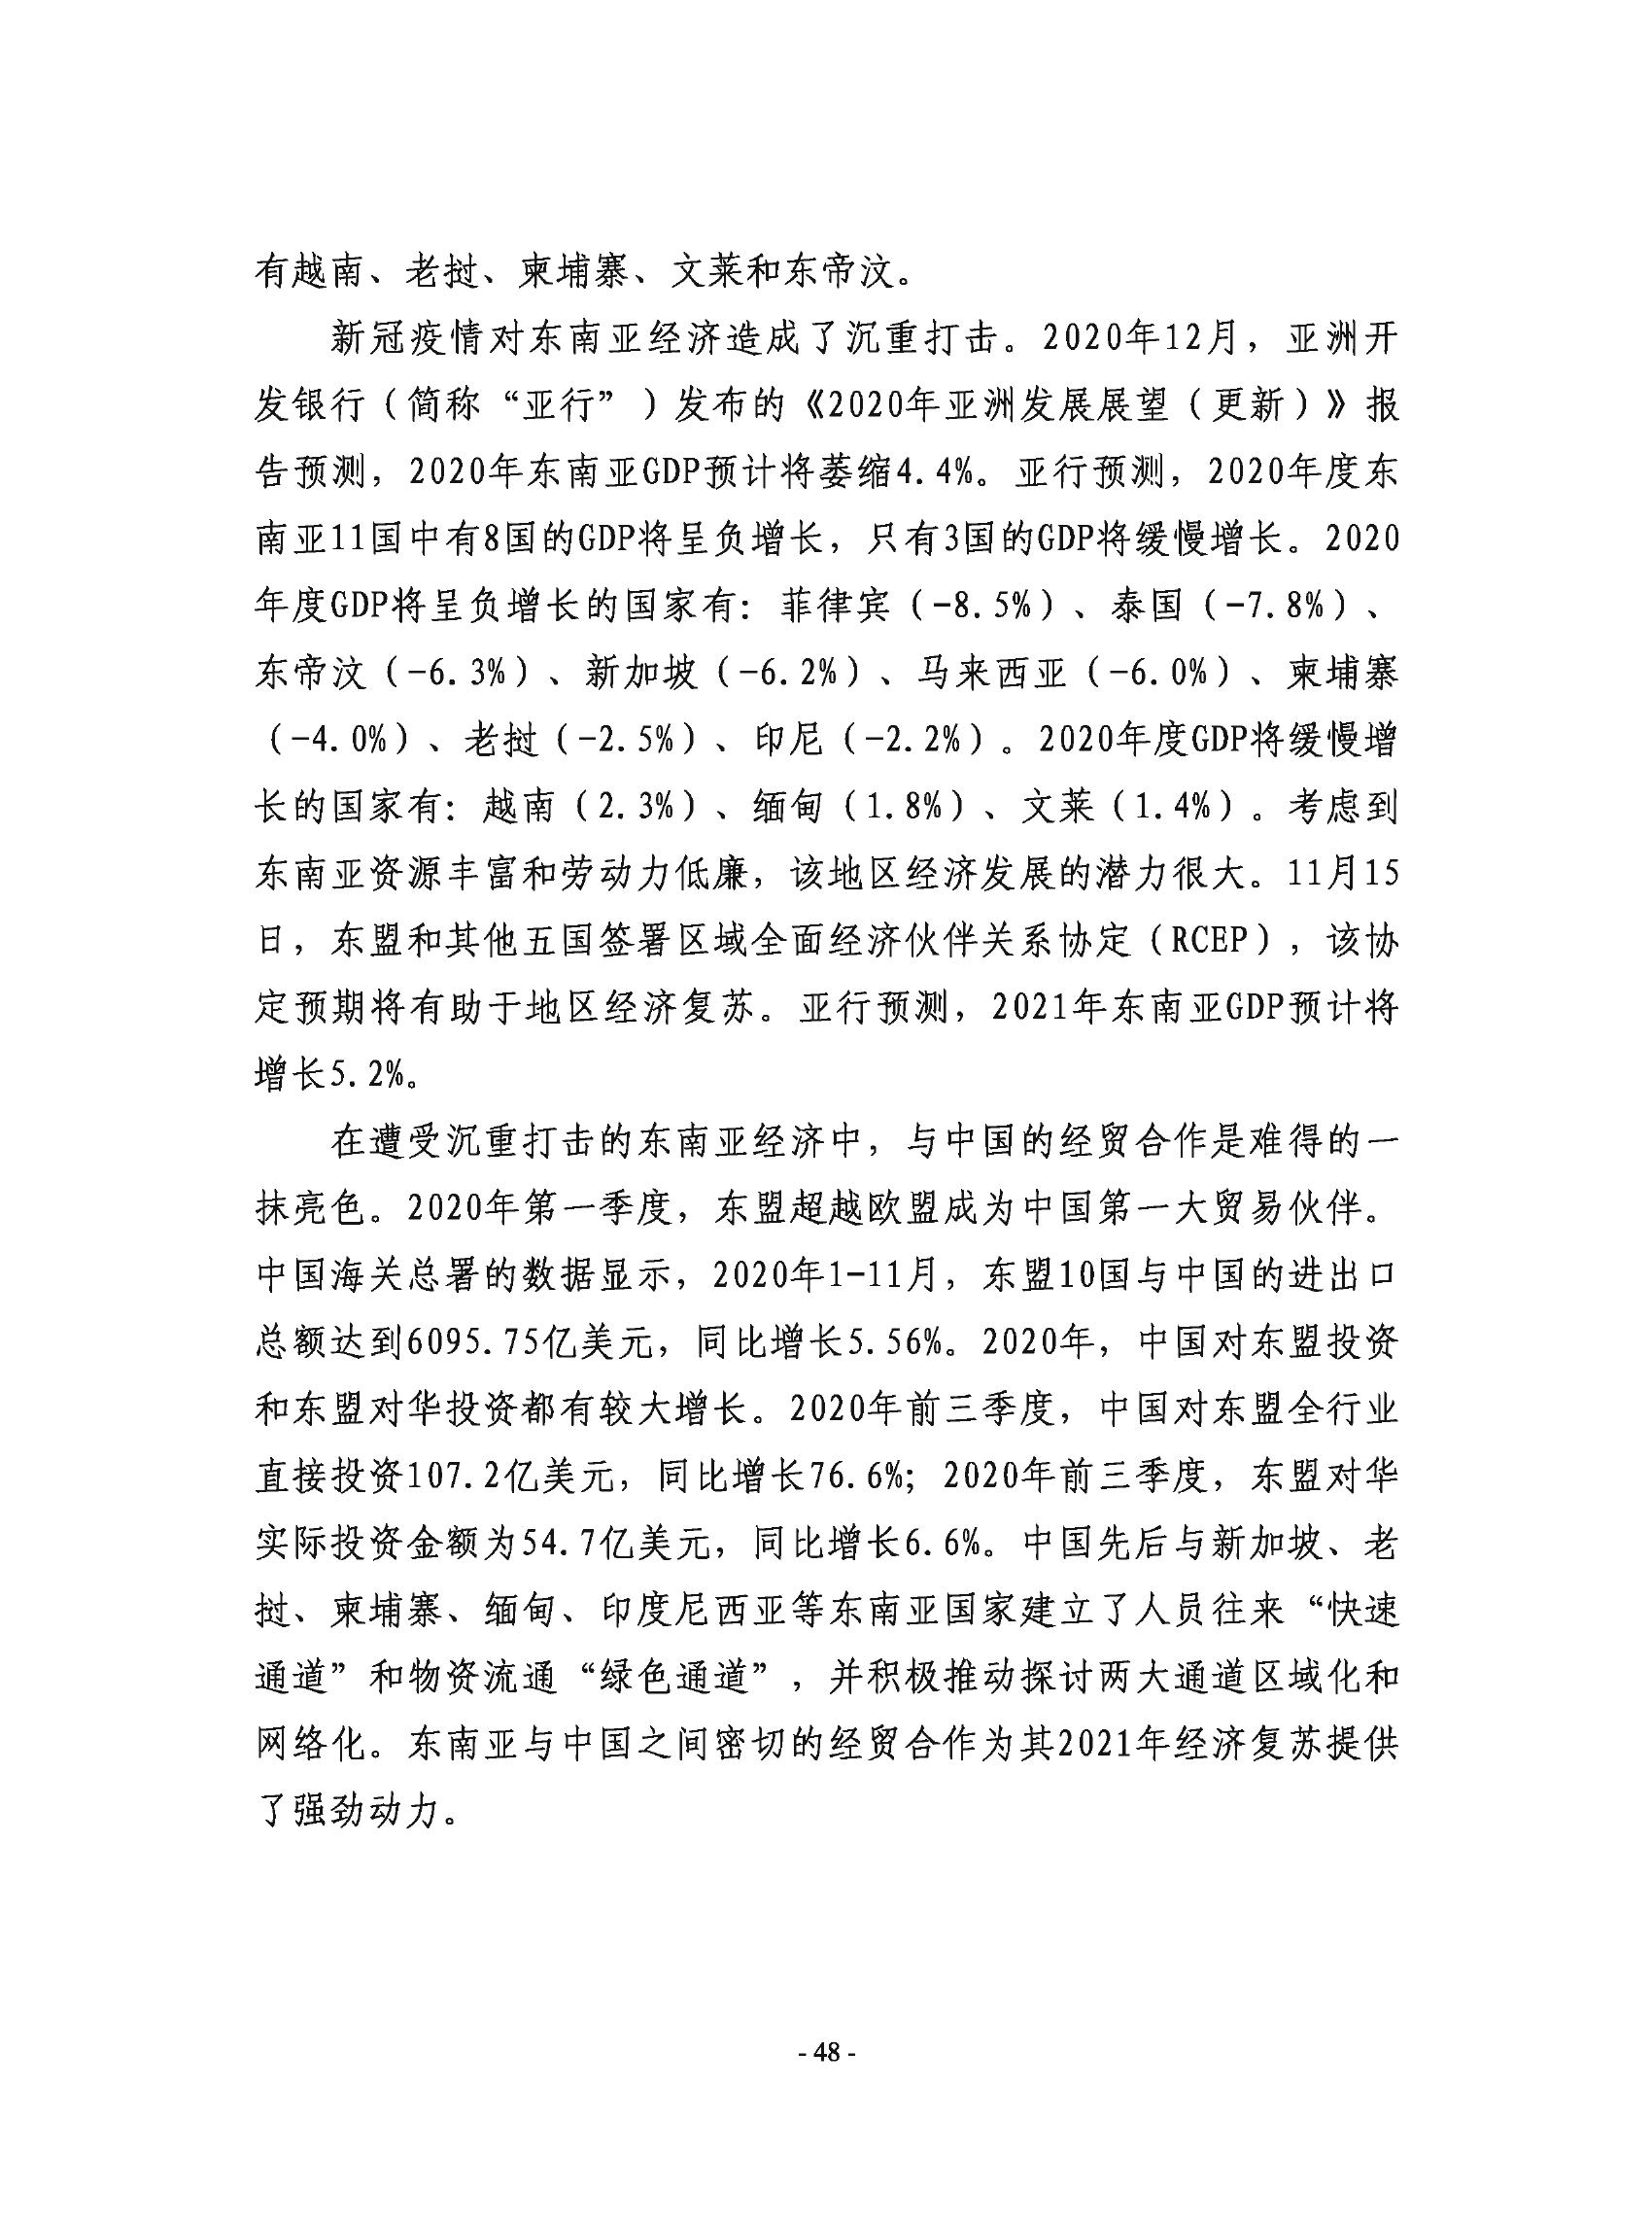 有越南、老挝、柬埔寨、文莱和东帝汶。
新冠疫情对东南亚经济造成了沉重打击。2020年12月，亚洲开
发银行（简称“亚行”）发布的《2020年亚洲发展展望（更新）》报
告预测，2020年东南亚GDP预计将萎缩4.4%。亚行预测，2020年度东
南亚11国中有8国的GDP将呈负增长，只有3国的GDP将缓慢增长。2020
年度GDP将呈负增长的国家有：菲律宾（-8.5%）、泰国（-7.8%）、
东帝汶（-6.3%）、新加坡（-6.2%）、马来西亚（-6.0%）、柬埔寨
（-4.0%）、老挝（-2.5%）、印尼（-2.2%）。2020年度GDP将缓慢增
长的国家有：越南（2.3%）、缅甸（1.8%）、文莱（1.4%）。考虑到
东南亚资源丰富和劳动力低廉，该地区经济发展的潜力很大。11月15
日，东盟和其他五国签署区域全面经济伙伴关系协定（RCEP），该协
定预期将有助于地区经济复苏。亚行预测，2021年东南亚GDP预计将
增长5.2%。
在遭受沉重打击的东南亚经济中，与中国的经贸合作是难得的一
抹亮色。2020年第一季度，东盟超越欧盟成为中国第一大贸易伙伴。
中国海关总署的数据显示，2020年1-11月，东盟10国与中国的进出口
总额达到6095.75亿美元，同比增长5.56%。2020年，中国对东盟投资
和东盟对华投资都有较大增长。2020年前三季度，中国对东盟全行业
直接投资107.2亿美元，同比增长76.6%；2020年前三季度，东盟对华
实际投资金额为54.7亿美元，同比增长6.6%。中国先后与新加坡、老
挝、柬埔寨、缅甸、印度尼西亚等东南亚国家建立了人员往来“快速
通道”和物资流通“绿色通道”，并积极推动探讨两大通道区域化和
网络化。东南亚与中国之间密切的经贸合作为其2021年经济复苏提供
了强劲动力。
- 48 -